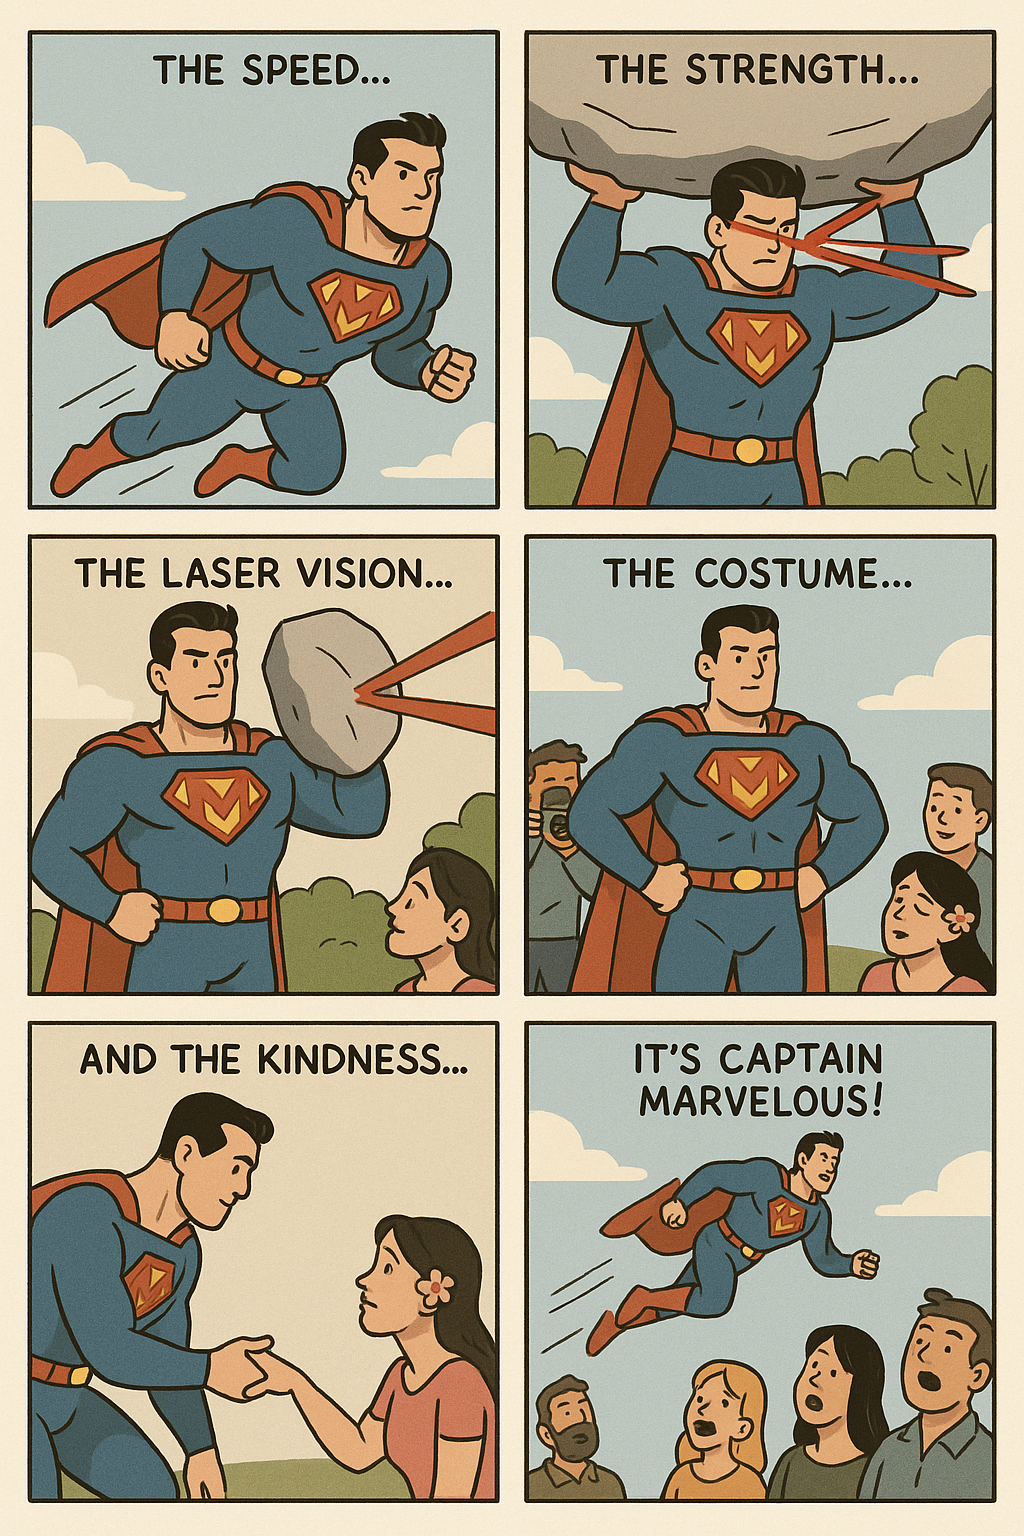 THE SPEED...
THE STRENGTH...
THE LASER VISION...
THE COSTUME...
AND THE KINDNESS...
IT'S CAPTAIN
MARVELOUS!
M
M
M
M
M